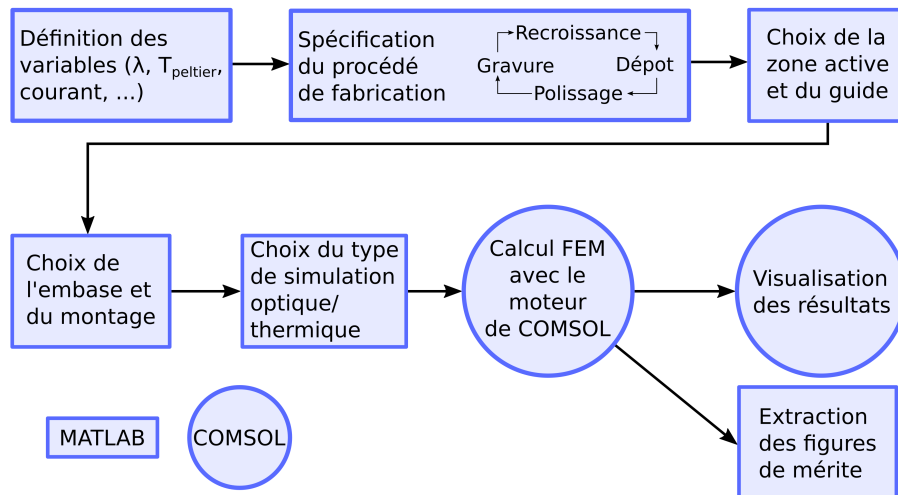 Définition des
variables (λ, Tpeltier,
courant, ...)
Spécification
du procédé
de fabrication
Recroissance
Gravure
Dépot
Polissage
Choix de la
zone active
et du guide
Choix de
l'embase et
du montage
Choix du type
de simulation
optique/
thermique
Calcul FEM
avec le
moteur
de COMSOL
Visualisation
des résultats
Extraction
des figures
de mérite
MATLAB
COMSOL